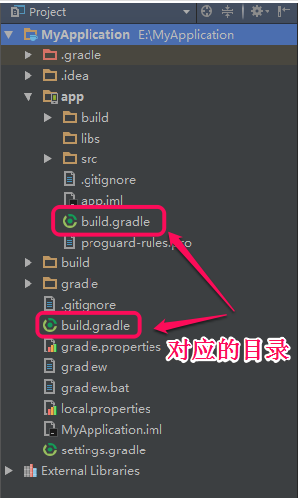 Project
MyApplication E:\MyApplication
.gradle
.idea
app
build
libs
src
.gitignore
app.iml
build.gradle
proguard-rules.pro
build
gradle
.gitignore
build.gradle
对应的目录
gradle.properties
gradlew
gradlew.bat
local.properties
MyApplication.iml
settings.gradle
External Libraries